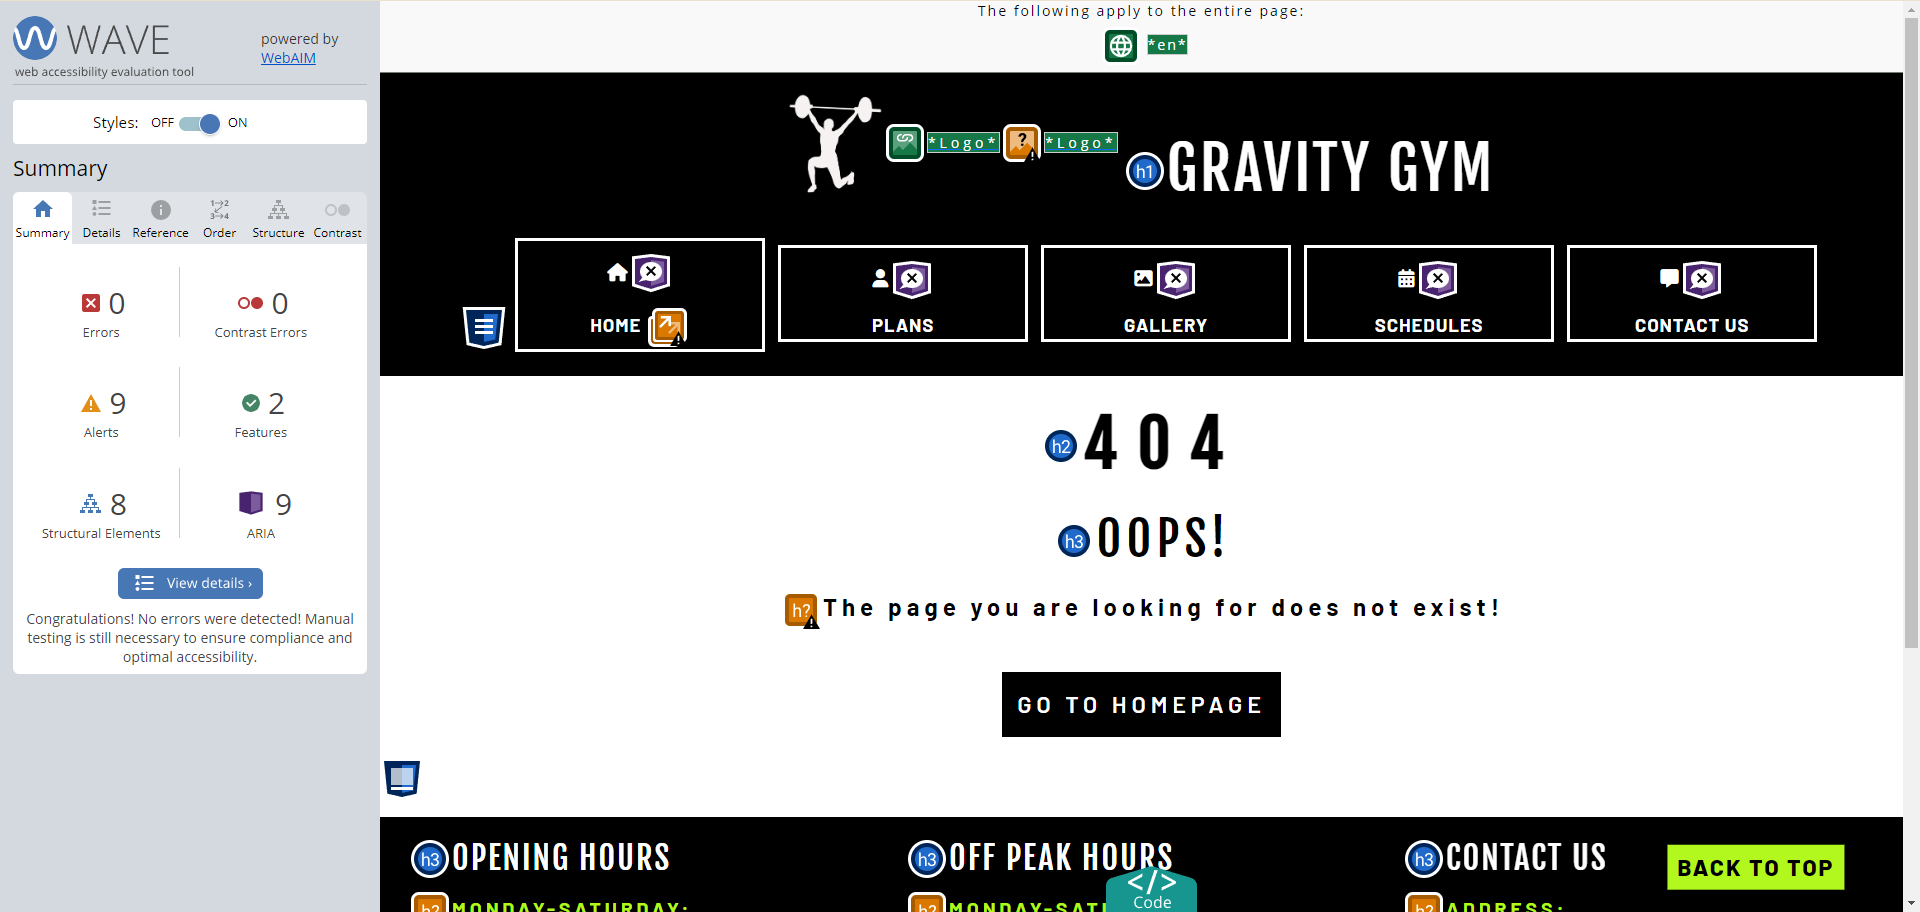 WAVE
powered by
WebAIM
web accessibility evaluation tool
Styles: OFF ON
Summary
Summary Details Reference Order Structure Contrast
0
Errors
0
Contrast Errors
9
Alerts
2
Features
8
Structural Elements
9
ARIA
View details ›
Congratulations! No errors were detected! Manual
testing is still necessary to ensure compliance and
optimal accessibility.
The following apply to the entire page:
*en*
*Logo* *Logo*
h1 GRAVITY GYM
HOME
PLANS
GALLERY
SCHEDULES
CONTACT US
h2 404
h3 OOPS!
h? The page you are looking for does not exist!
GO TO HOMEPAGE
h3 OPENING HOURS
h3 OFF PEAK HOURS
h3 CONTACT US
BACK TO TOP
h? MONDAY-SATURDAY:
h? MONDAY-SAT
h? ADDRESS:
</> Code